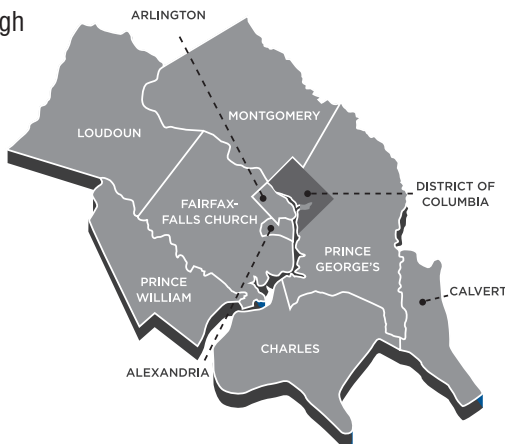 gh
ARLINGTON
MONTGOMERY
LOUDOUN
DISTRICT OF
COLUMBIA
FAIRFAX-
FALLS CHURCH
PRINCE
GEORGE'S
PRINCE
WILLIAM
CALVERT
CHARLES
ALEXANDRIA